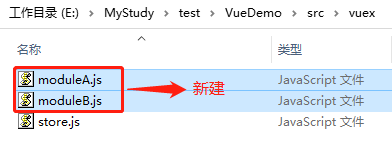 工作目录 (E:) > MyStudy > test > VueDemo > src > vuex
名称 类型
moduleA.js JavaScript 文件
moduleB.js JavaScript 文件
新建
store.js JavaScript 文件